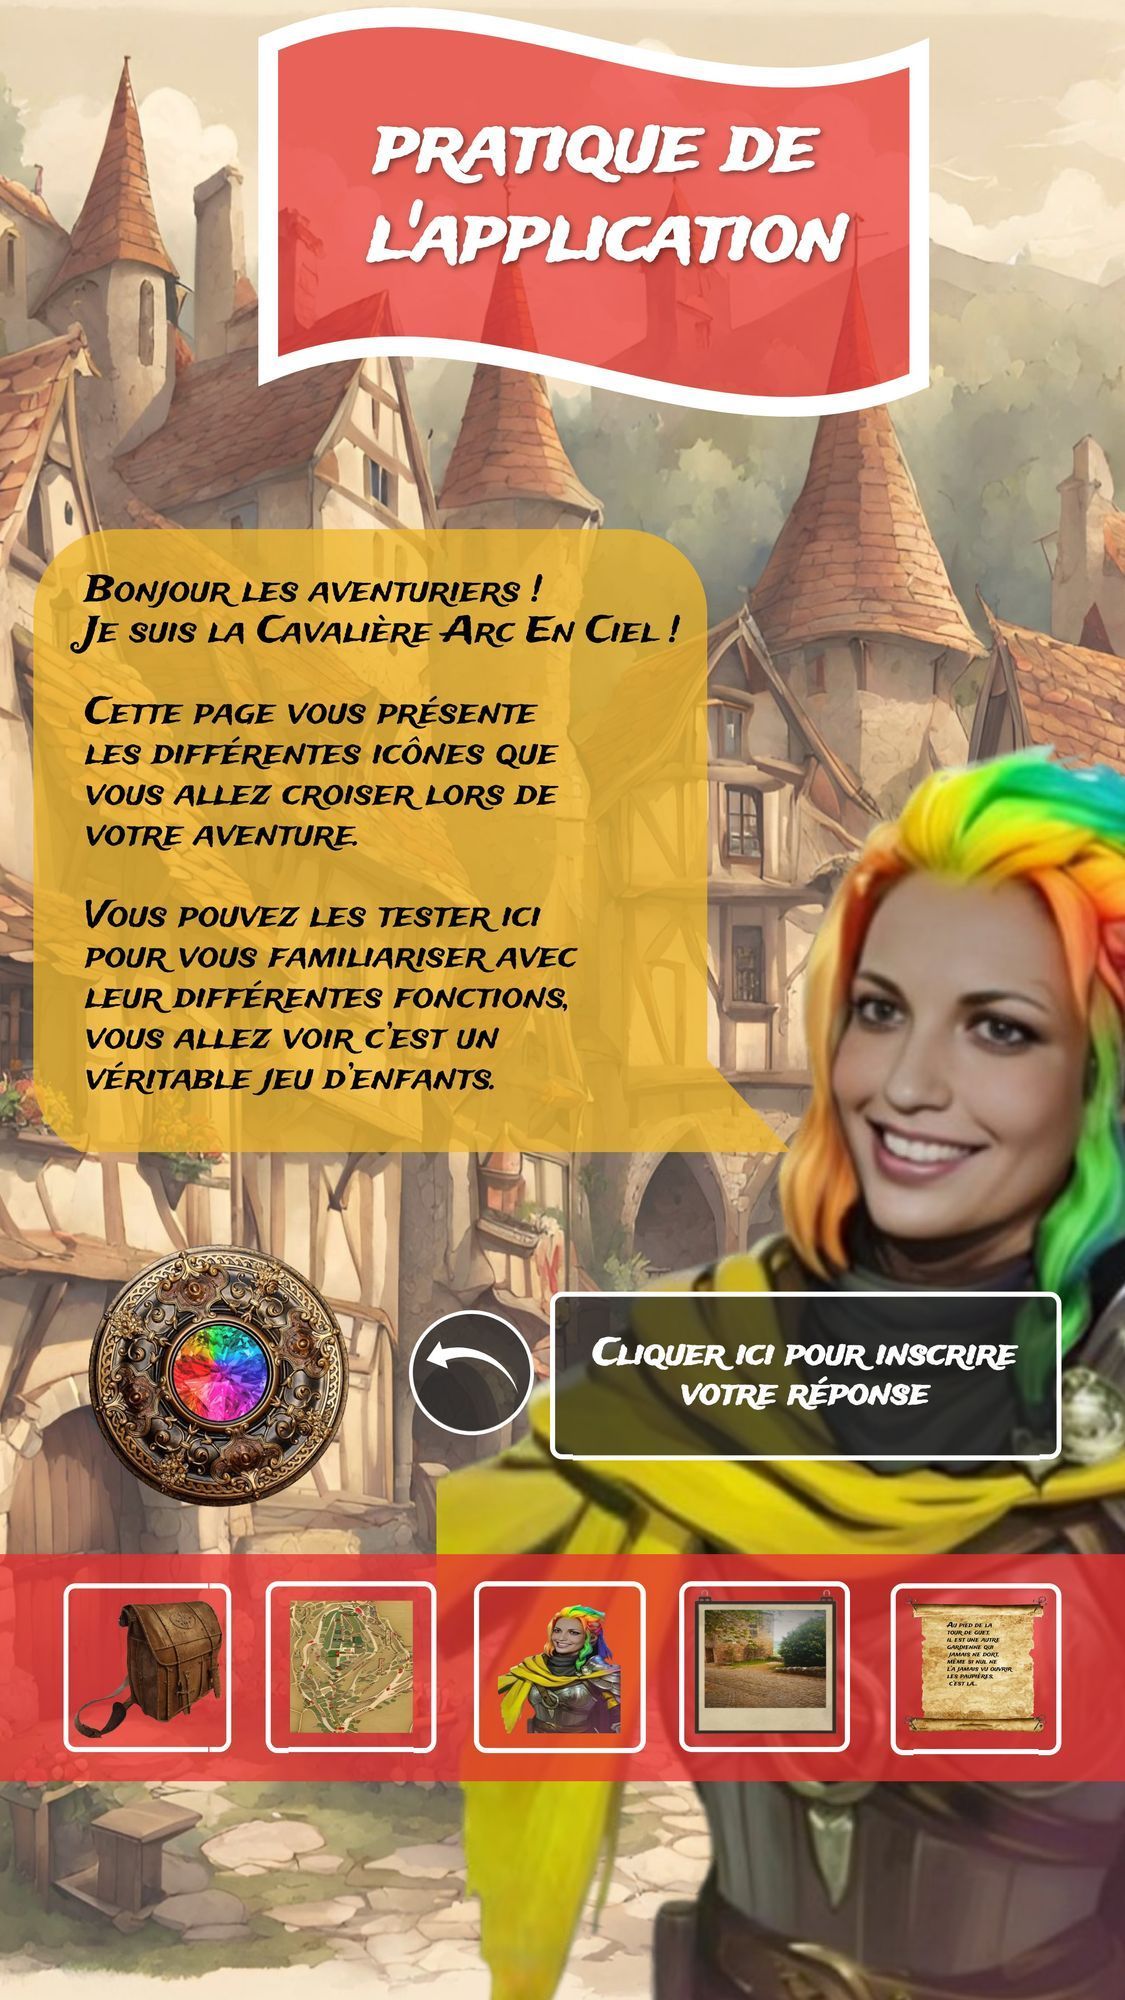 PRATIQUE DE
L'APPLICATION
BONJOUR LES AVENTURIERS !
JE SUIS LA CAVALIÈRE ARC EN CIEL !
CETTE PAGE VOUS PRÉSENTE
LES DIFFÉRENTES ICÔNES QUE
VOUS ALLEZ CROISER LORS DE
VOTRE AVENTURE.
VOUS POUVEZ LES TESTER ICI
POUR VOUS FAMILIARISER AVEC
LEUR DIFFÉRENTES FONCTIONS,
VOUS ALLEZ VOIR C'EST UN
VÉRITABLE JEU D'ENFANTS.
CLIQUER ICI POUR INSCRIRE
VOTRE RÉPONSE
AU PIED DE LA
TOUR DE GUET,
IL EST UNE AUTRE
GARDIENNE QUI
JAMAIS NE DORT,
MÊME SI NUL NE
L'A JAMAIS VU OUVRIR
LES PAUPIÈRES,
C'EST LA...